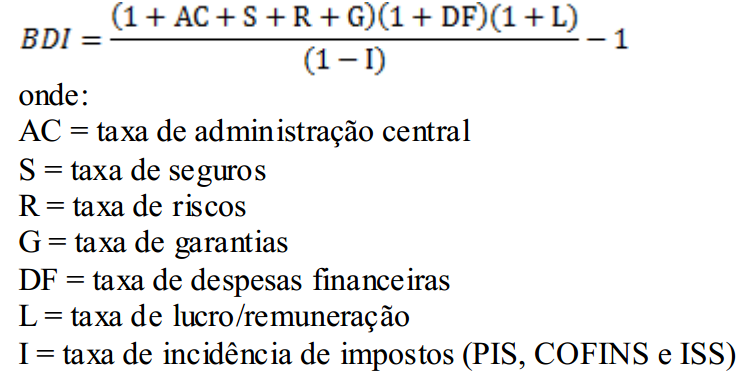 BDI = (1 + AC + S + R + G)(1 + DF)(1 + L) / (1 − I) − 1
onde:
AC = taxa de administração central
S = taxa de seguros
R = taxa de riscos
G = taxa de garantias
DF = taxa de despesas financeiras
L = taxa de lucro/remuneração
I = taxa de incidência de impostos (PIS, COFINS e ISS)